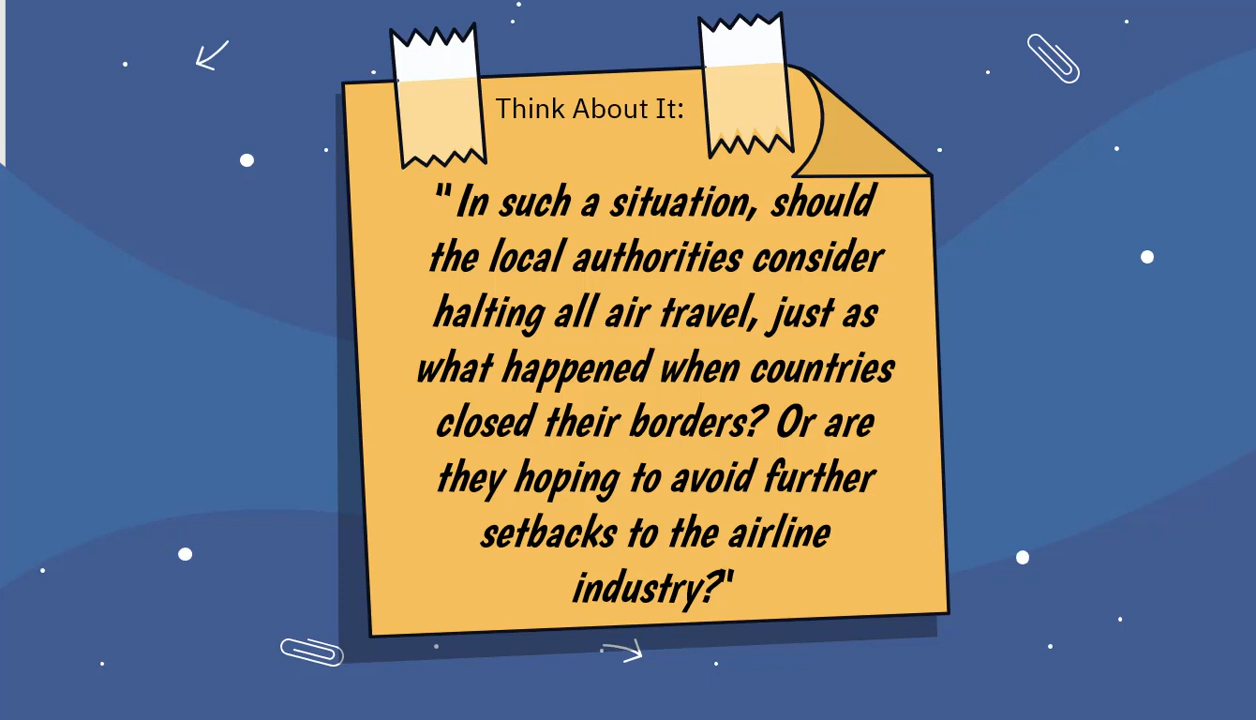 Think About It:
"In such a situation, should
the local authorities consider
halting all air travel, just as
what happened when countries
closed their borders? Or are
they hoping to avoid further
setbacks to the airline
industry?"